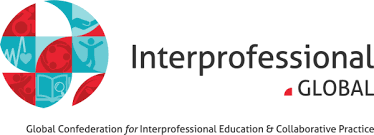 Interprofessional
.GLOBAL
Global Confederation for Interprofessional Education & Collaborative Practice